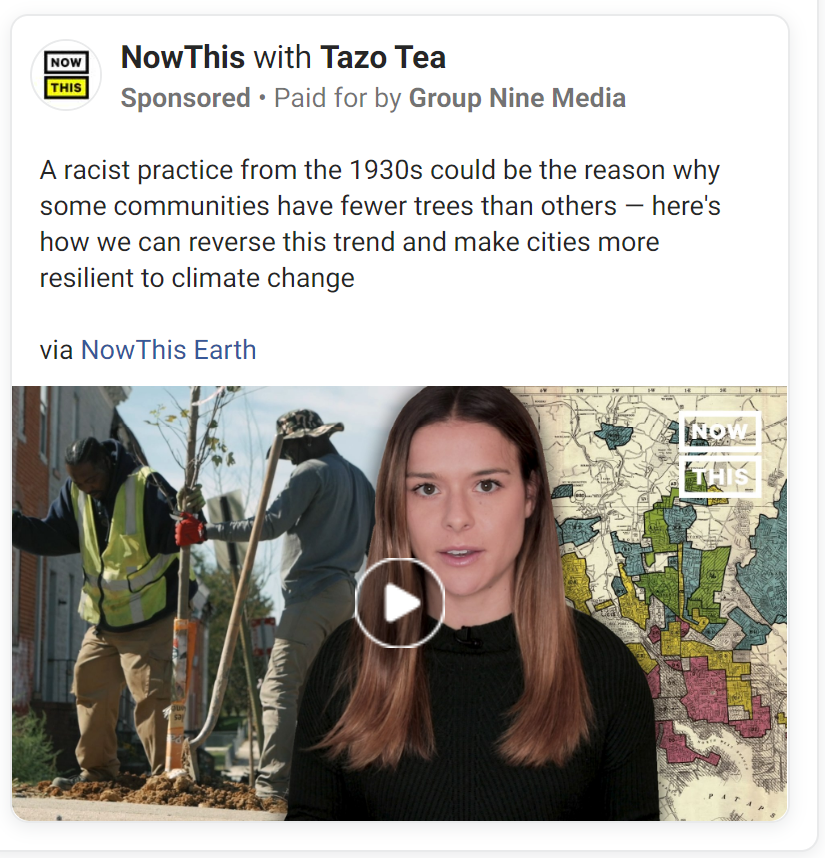 NOW
THIS
NowThis with Tazo Tea
Sponsored • Paid for by Group Nine Media
A racist practice from the 1930s could be the reason why
some communities have fewer trees than others — here's
how we can reverse this trend and make cities more
resilient to climate change
via NowThis Earth
NOW
THIS
PATAPS